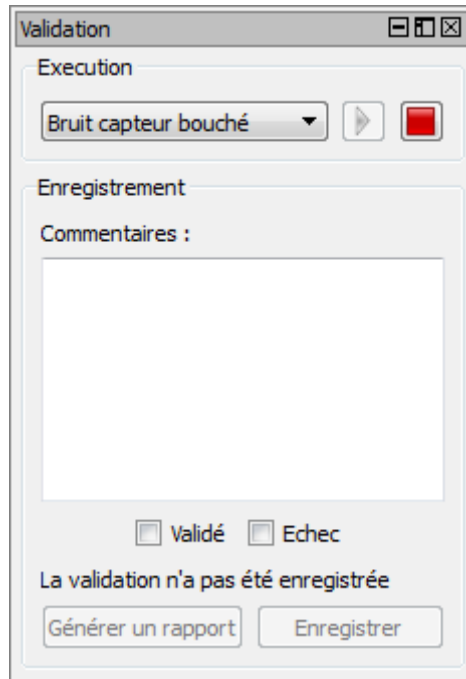 Validation
Execution
Bruit capteur bouché
Enregistrement
Commentaires :
Validé Echec
La validation n'a pas été enregistrée
Générer un rapport Enregistrer